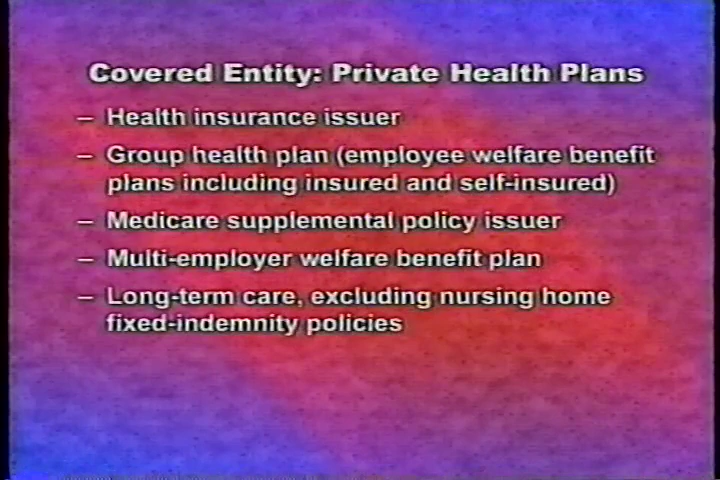 Covered Entity: Private Health Plans
– Health insurance issuer
– Group health plan (employee welfare benefit
plans including insured and self-insured)
– Medicare supplemental policy issuer
– Multi-employer welfare benefit plan
– Long-term care, excluding nursing home
fixed-indemnity policies